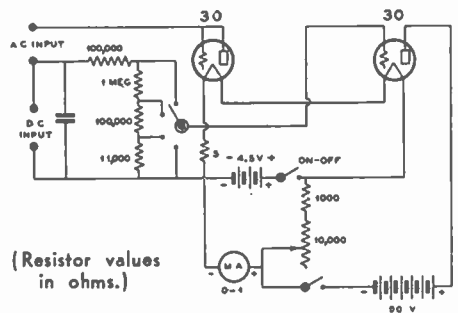 30
30
AC INPUT
100,000
1 MEG
100,000
11,000
DC
INPUT
5
- 4.5V +
ON-OFF
- +
1000
10,000
- MA +
0-1
- +
90 V
(Resistor values
in ohms.)